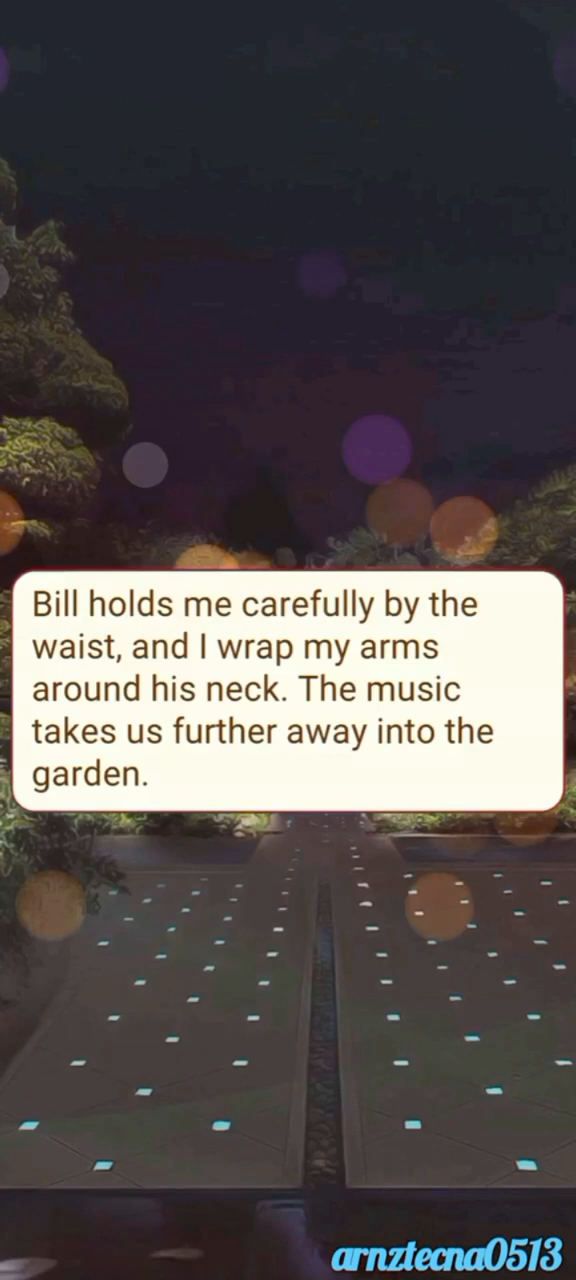 Bill holds me carefully by the
waist, and I wrap my arms
around his neck. The music
takes us further away into the
garden.
arnztecna0513